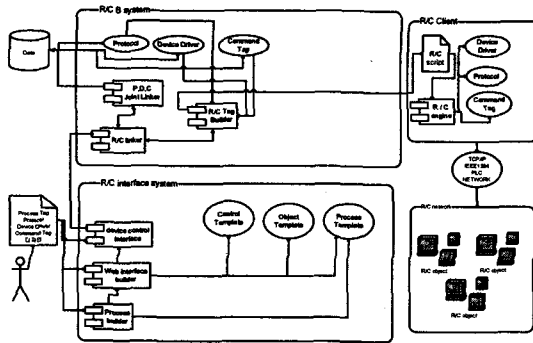 R/C S system
Protocol
Device Driver
Command
Tag
Data
P,D,C
Joint Linker
R/C Tag
Builder
R/C linker
R/C Client
R/C
script
Device
Driver
Protocol
R / C
engine
Command
Tag
TCP/IP
IEEE1394
PLC
NETWORK
R/C interface system
Process Tag
Protocol
Device Driver
Command Tag
device control
interface
Web interface
builder
Process
builder
Control
Template
Object
Template
Process
Template
R/C
R/C object
R/C object
R/C object